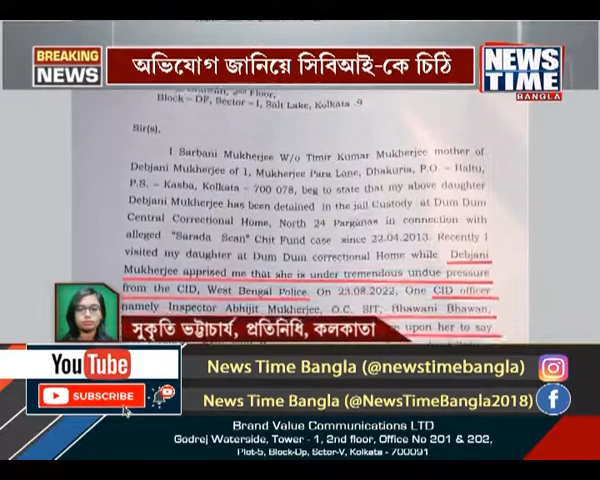 BREAKING
NEWS
অভিযোগ জানিয়ে সিবিআই-কে চিঠি
NEWS
TIME
BANGLA
Floor,
Block – DF, Sector – I, Salt Lake, Kolkata -9
Sir(s),
I Sarbani Mukherjee W/o Timir Kumar Mukherjee mother of
Debjani Mukherjee of 1, Mukherjee Para Lane, Dhakuria, P.O. – Haltu,
P.S. – Kasba, Kolkata – 700 078, beg to state that my above daughter
Debjani Mukherjee has been detained in the jail Custody at Dum Dum
Central Correctional Home, North 24 Parganas in connection with
alleged "Sarada Scan" Chit Fund case since 22.04.2013. Recently I
visited my daughter at Dum Dum correctional Home while Debjani
Mukherjee apprised me that she is under tremendous undue pressure
from the CID, West Bengal Police. On 23.08.2022, One CID officer
namely Inspector Abhijit Mukherjee, O.C. SIT, Bhawani Bhawan,
upon her to say
সুকৃতি ভট্টাচার্য, প্রতিনিধি, কলকাতা
YouTube
SUBSCRIBE
News Time Bangla (@newstimebangla)
News Time Bangla (@NewsTimeBangla2018)
Brand Value Communications LTD
Godrej Waterside, Tower - 1, 2nd floor, Office No 201 & 202,
Plot-5, Block-Dp, Sctor-V, Kolkata - 700091